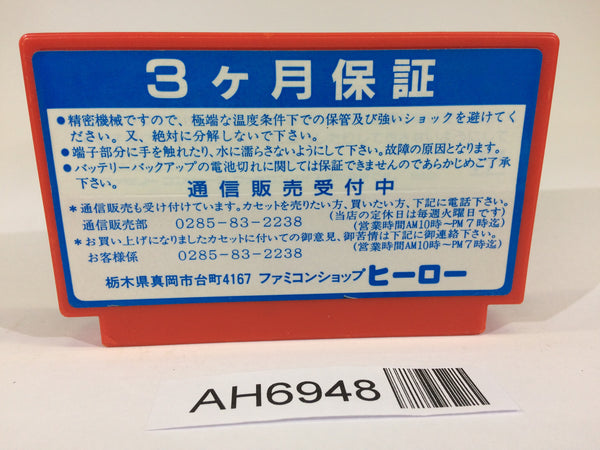 3ヶ月保証
●精密機械ですので、極端な温度条件下での保管及び強いショックを避けてく
ださい。又、絶対に分解しないで下さい。
●端子部分に手を触れたり、水に濡らさないようにして下さい。故障の原因となります。
●バッテリーバックアップの電池切れに関しては保証できませんのであらかじめご了承
下さい。
通信販売受付中
＊通信販売も受け付けています。カセットを売りたい方、買いたい方、下記に電話下さい。
通信販売部 0285-83-2238 (当店の定休日は毎週火曜日です)
(営業時間AM10時～PM7時迄)
＊お買い上げになりましたカセットに付いての御意見、御苦情は下記に御連絡下さい。
お客様係 0285-83-2238 (営業時間AM10時～PM7時迄)
栃木県真岡市台町4167 ファミコンショップ ヒーロー
AH6948